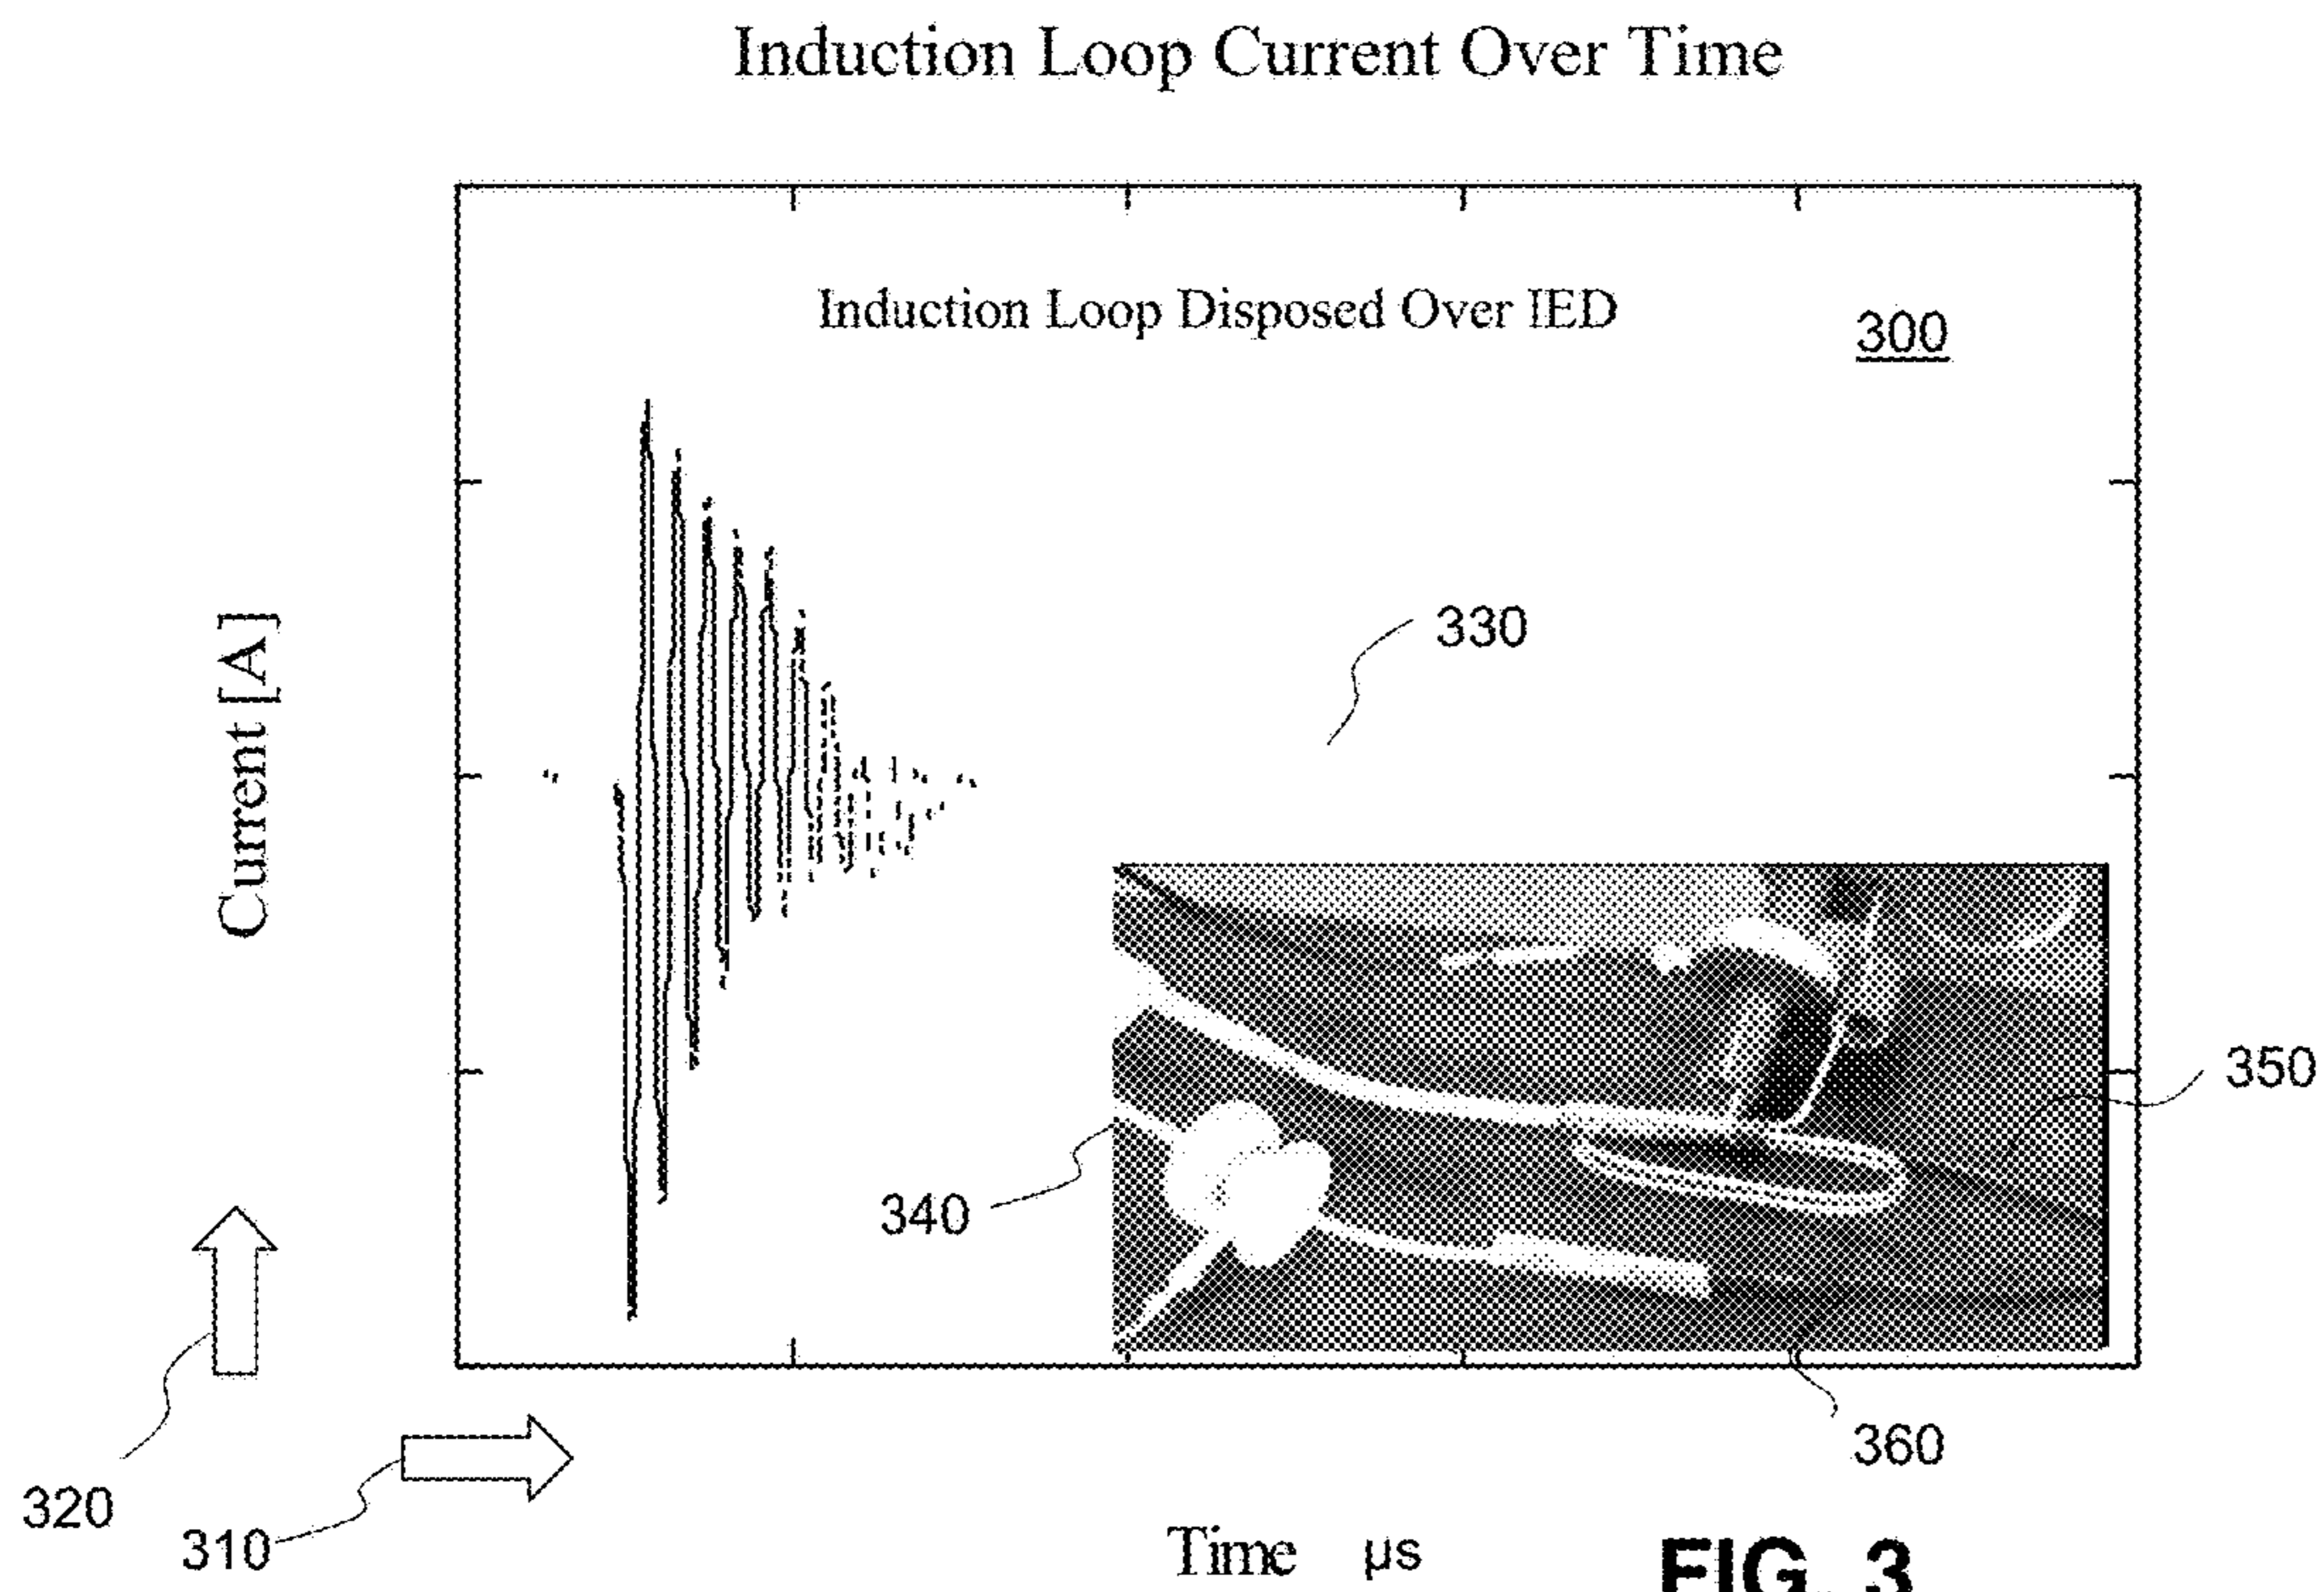 Induction Loop Current Over Time
Induction Loop Disposed Over IED
300
330
Current [A]
350
340
360
320
310
Time µs
FIG. 3